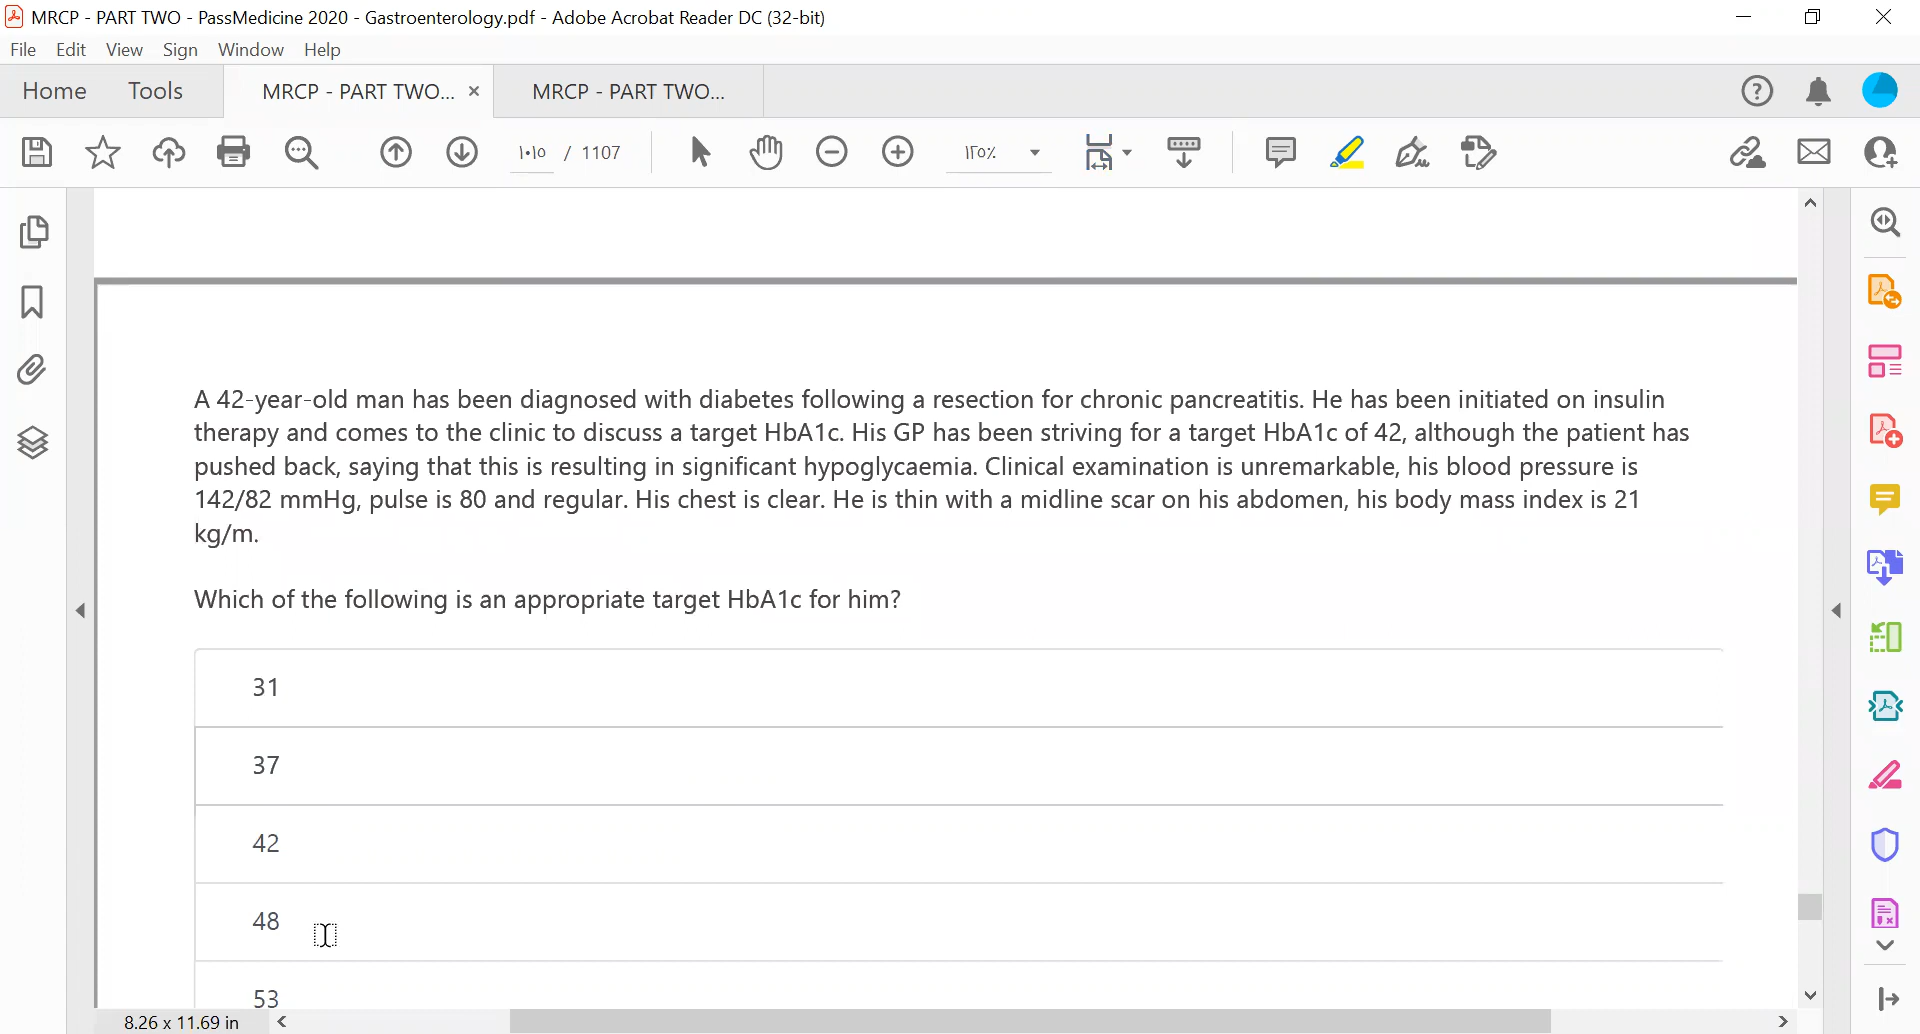 MRCP - PART TWO - PassMedicine 2020 - Gastroenterology.pdf - Adobe Acrobat Reader DC (32-bit)
File Edit View Sign Window Help
Home Tools MRCP - PART TWO... × MRCP - PART TWO...
١٠١٥ / 1107 ١٢٥٪
A 42-year-old man has been diagnosed with diabetes following a resection for chronic pancreatitis. He has been initiated on insulin
therapy and comes to the clinic to discuss a target HbA1c. His GP has been striving for a target HbA1c of 42, although the patient has
pushed back, saying that this is resulting in significant hypoglycaemia. Clinical examination is unremarkable, his blood pressure is
142/82 mmHg, pulse is 80 and regular. His chest is clear. He is thin with a midline scar on his abdomen, his body mass index is 21
kg/m.
Which of the following is an appropriate target HbA1c for him?
31
37
42
48
53
8.26 x 11.69 in